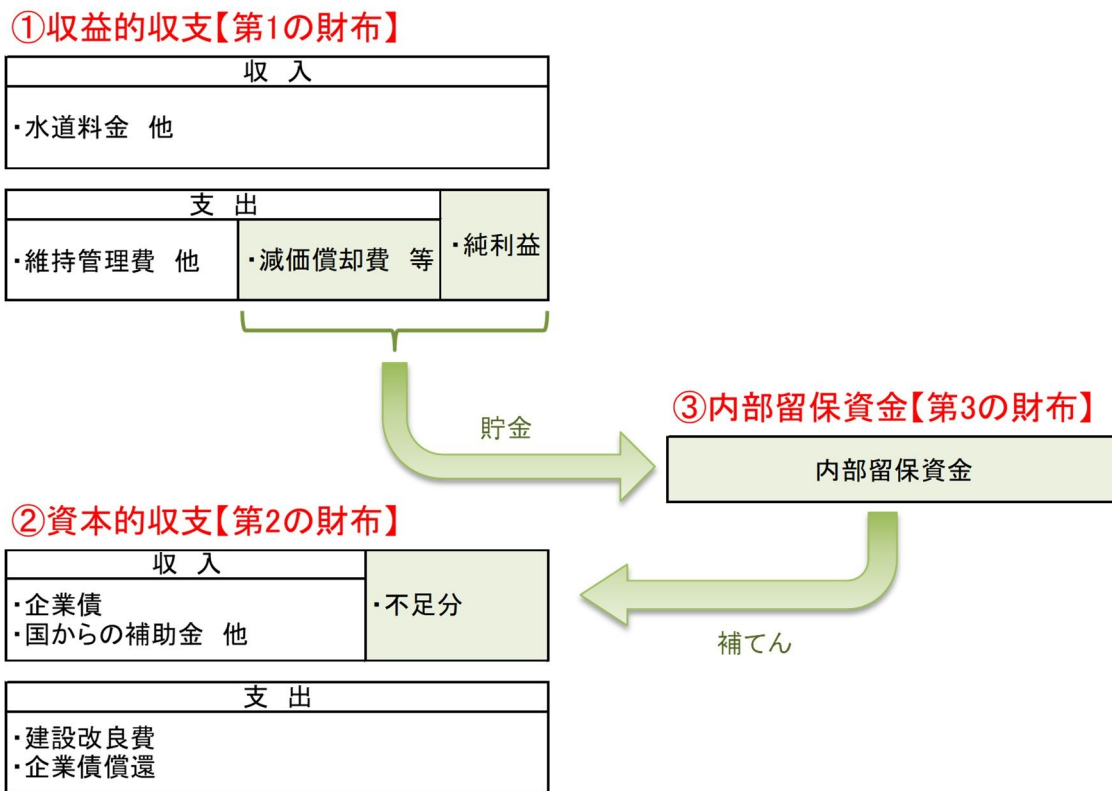 ①収益的収支【第1の財布】
収 入
・水道料金 他
支 出
・維持管理費 他
・減価償却費 等
・純利益
貯金
③内部留保資金【第3の財布】
内部留保資金
②資本的収支【第2の財布】
収 入
・企業債
・国からの補助金 他
・不足分
補てん
支 出
・建設改良費
・企業債償還